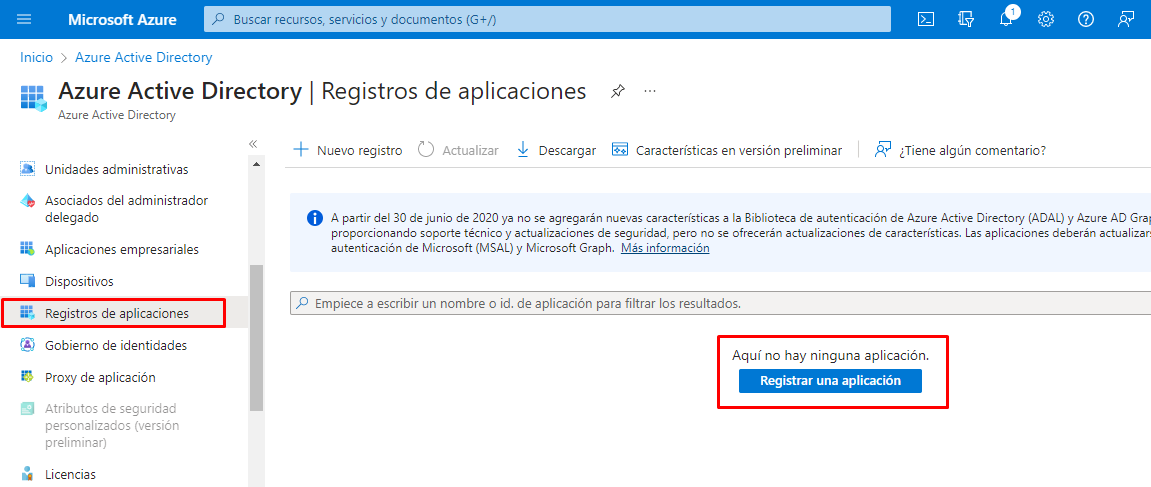 Microsoft Azure
Buscar recursos, servicios y documentos (G+/)
1
Inicio > Azure Active Directory
Azure Active Directory | Registros de aplicaciones
Azure Active Directory
Unidades administrativas
Asociados del administrador
delegado
Aplicaciones empresariales
Dispositivos
Registros de aplicaciones
Gobierno de identidades
Proxy de aplicación
Atributos de seguridad
personalizados (versión
preliminar)
Licencias
Nuevo registro
Actualizar
Descargar
Características en versión preliminar
¿Tiene algún comentario?
A partir del 30 de junio de 2020 ya no se agregarán nuevas características a la Biblioteca de autenticación de Azure Active Directory (ADAL) y Azure AD Gra
proporcionando soporte técnico y actualizaciones de seguridad, pero no se ofrecerán actualizaciones de características. Las aplicaciones deberán actualizars
autenticación de Microsoft (MSAL) y Microsoft Graph. Más información
Empiece a escribir un nombre o id. de aplicación para filtrar los resultados.
Aquí no hay ninguna aplicación.
Registrar una aplicación